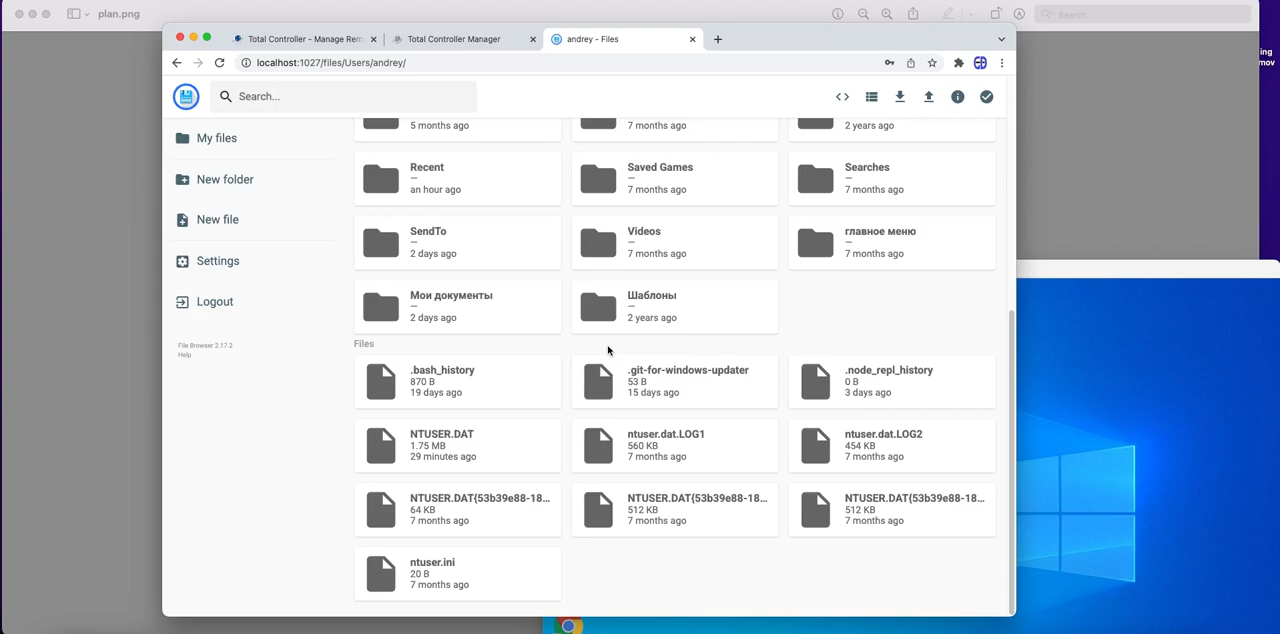 plan.png
Search
ing
mov
Total Controller - Manage Rem
Total Controller Manager
andrey - Files
localhost:1027/files/Users/andrey/
Search...
My files
New folder
New file
Settings
Logout
File Browser 2.17.2
Help
5 months ago
7 months ago
2 years ago
Recent
—
an hour ago
Saved Games
—
7 months ago
Searches
—
7 months ago
SendTo
—
2 days ago
Videos
—
7 months ago
главное меню
—
7 months ago
Мои документы
—
2 days ago
Шаблоны
—
2 years ago
Files
.bash_history
870 B
19 days ago
.git-for-windows-updater
53 B
15 days ago
.node_repl_history
0 B
3 days ago
NTUSER.DAT
1.75 MB
29 minutes ago
ntuser.dat.LOG1
560 KB
7 months ago
ntuser.dat.LOG2
454 KB
7 months ago
NTUSER.DAT{53b39e88-18...
64 KB
7 months ago
NTUSER.DAT{53b39e88-18...
512 KB
7 months ago
NTUSER.DAT{53b39e88-18...
512 KB
7 months ago
ntuser.ini
20 B
7 months ago